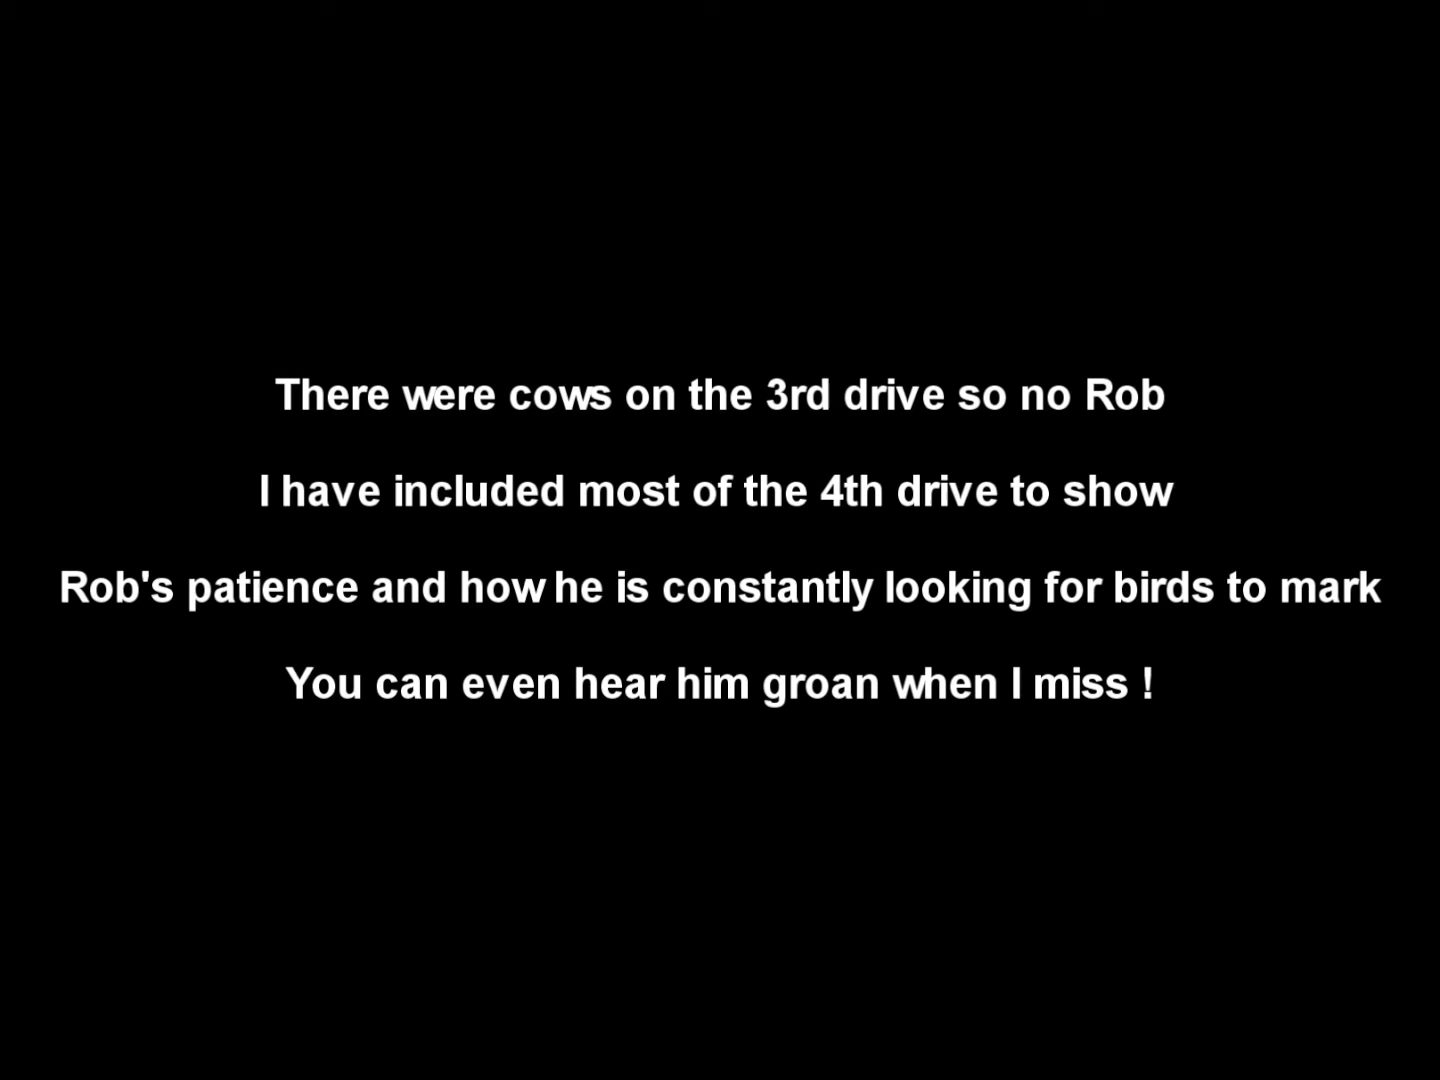 There were cows on the 3rd drive so no Rob
I have included most of the 4th drive to show
Rob's patience and how he is constantly looking for birds to mark
You can even hear him groan when I miss !